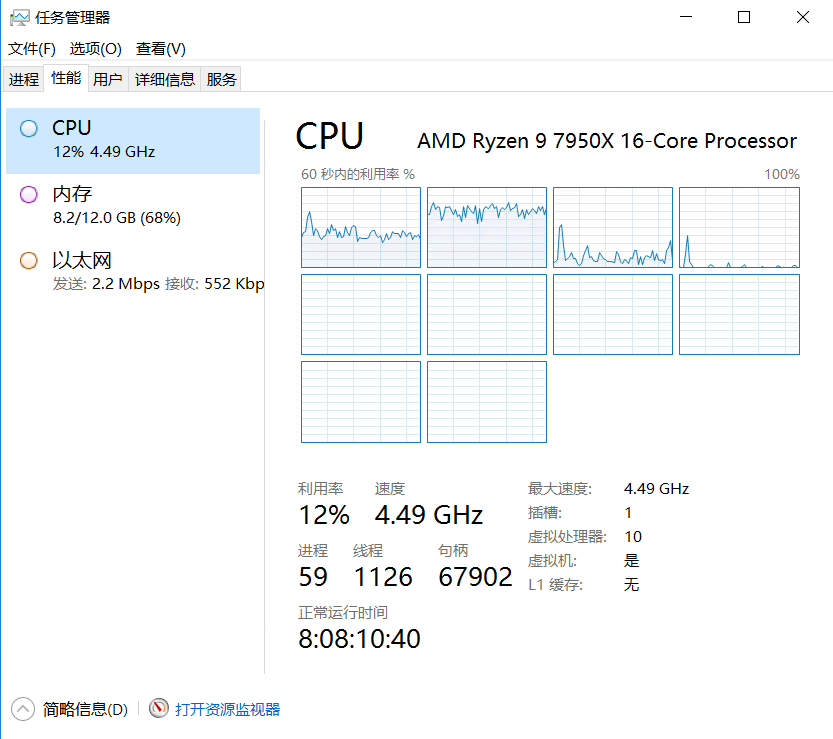 任务管理器
文件(F) 选项(O) 查看(V)
进程 性能 用户 详细信息 服务
CPU
12% 4.49 GHz
内存
8.2/12.0 GB (68%)
以太网
发送: 2.2 Mbps 接收: 552 Kbp
CPU AMD Ryzen 9 7950X 16-Core Processor
60 秒内的利用率 % 100%
利用率 速度
12% 4.49 GHz
进程 线程 句柄
59 1126 67902
正常运行时间
8:08:10:40
最大速度: 4.49 GHz
插槽: 1
虚拟处理器: 10
虚拟机: 是
L1 缓存: 无
简略信息(D) 打开资源监视器